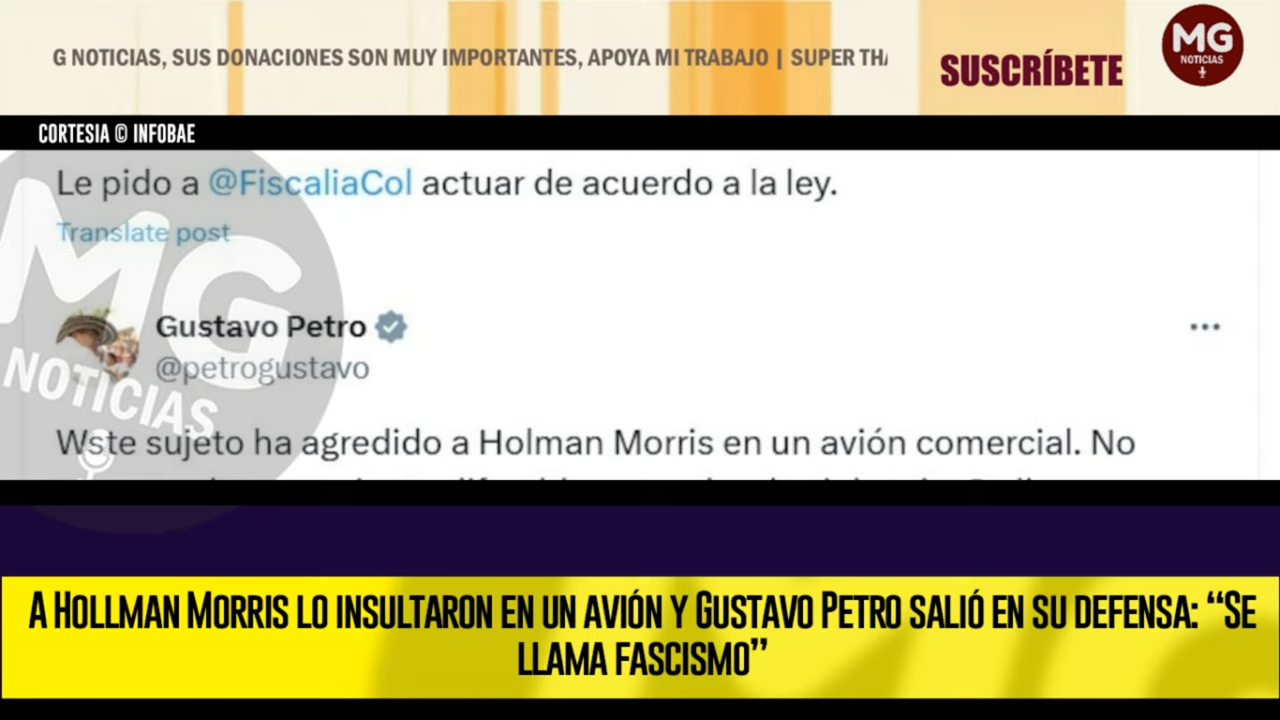 G NOTICIAS, SUS DONACIONES SON MUY IMPORTANTES, APOYA MI TRABAJO | SUPER
SUSCRÍBETE
MG
NOTICIAS
CORTESIA © INFOBAE
Le pido a @FiscaliaCol actuar de acuerdo a la ley.
Translate post
Gustavo Petro
@petrogustavo
Wste sujeto ha agredido a Holman Morris en un avión comercial. No
MG
NOTICIAS
A HOLLMAN MORRIS LO INSULTARON EN UN AVIÓN Y GUSTAVO PETRO SALIÓ EN SU DEFENSA: “SE
LLAMA FASCISMO”